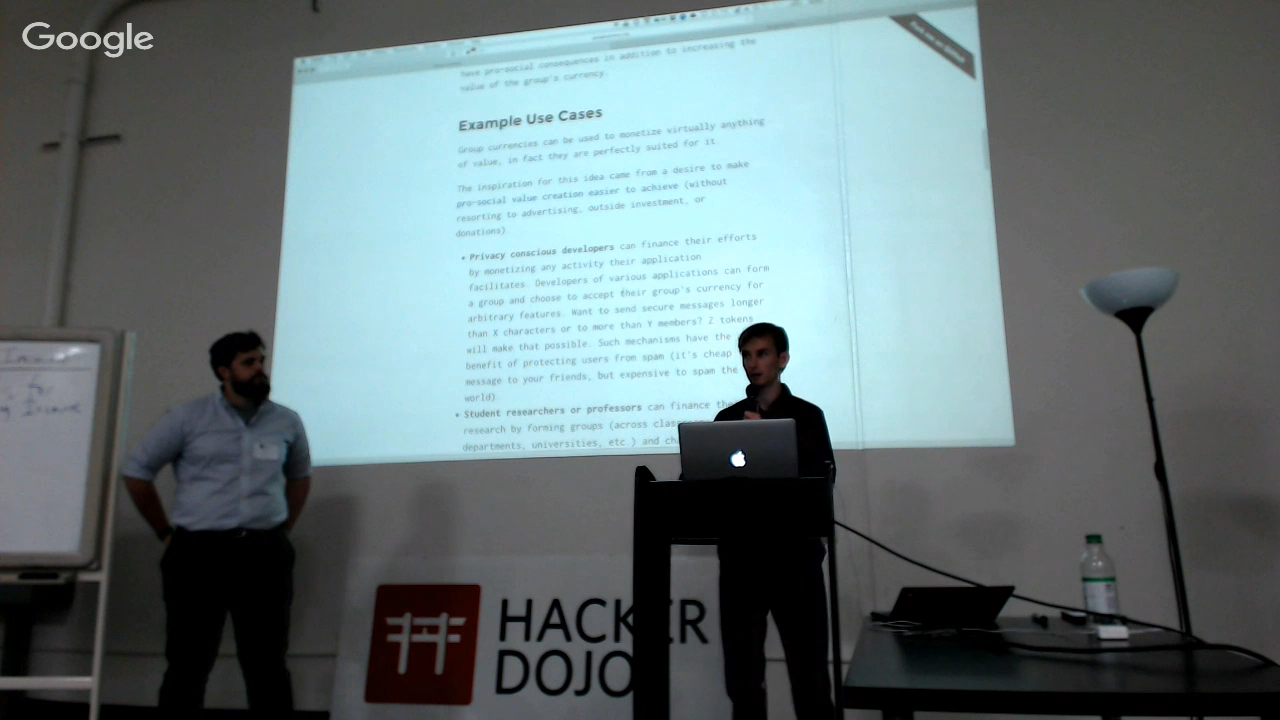 Google
have pro-social consequences in addition to increasing the
value of the group's currency.
Example Use Cases
Group currencies can be used to monetize virtually anything
of value, in fact they are perfectly suited for it
The inspiration for this idea came from a desire to make
pro-social value creation easier to achieve (without
resorting to advertising, outside investment, or
donations)
• Privacy conscious developers can finance their efforts
by monetizing any activity their application
facilitates. Developers of various applications can form
a group and choose to accept their group's currency for
arbitrary features. Want to send secure messages longer
than X characters or to more than Y members? Z tokens
will make that possible. Such mechanisms have the
benefit of protecting users from spam (it's cheap
message to your friends, but expensive to spam the
world)
• Student researchers or professors can finance
research by forming groups (across
departments, universities, etc ) and
HACKER
DOJO